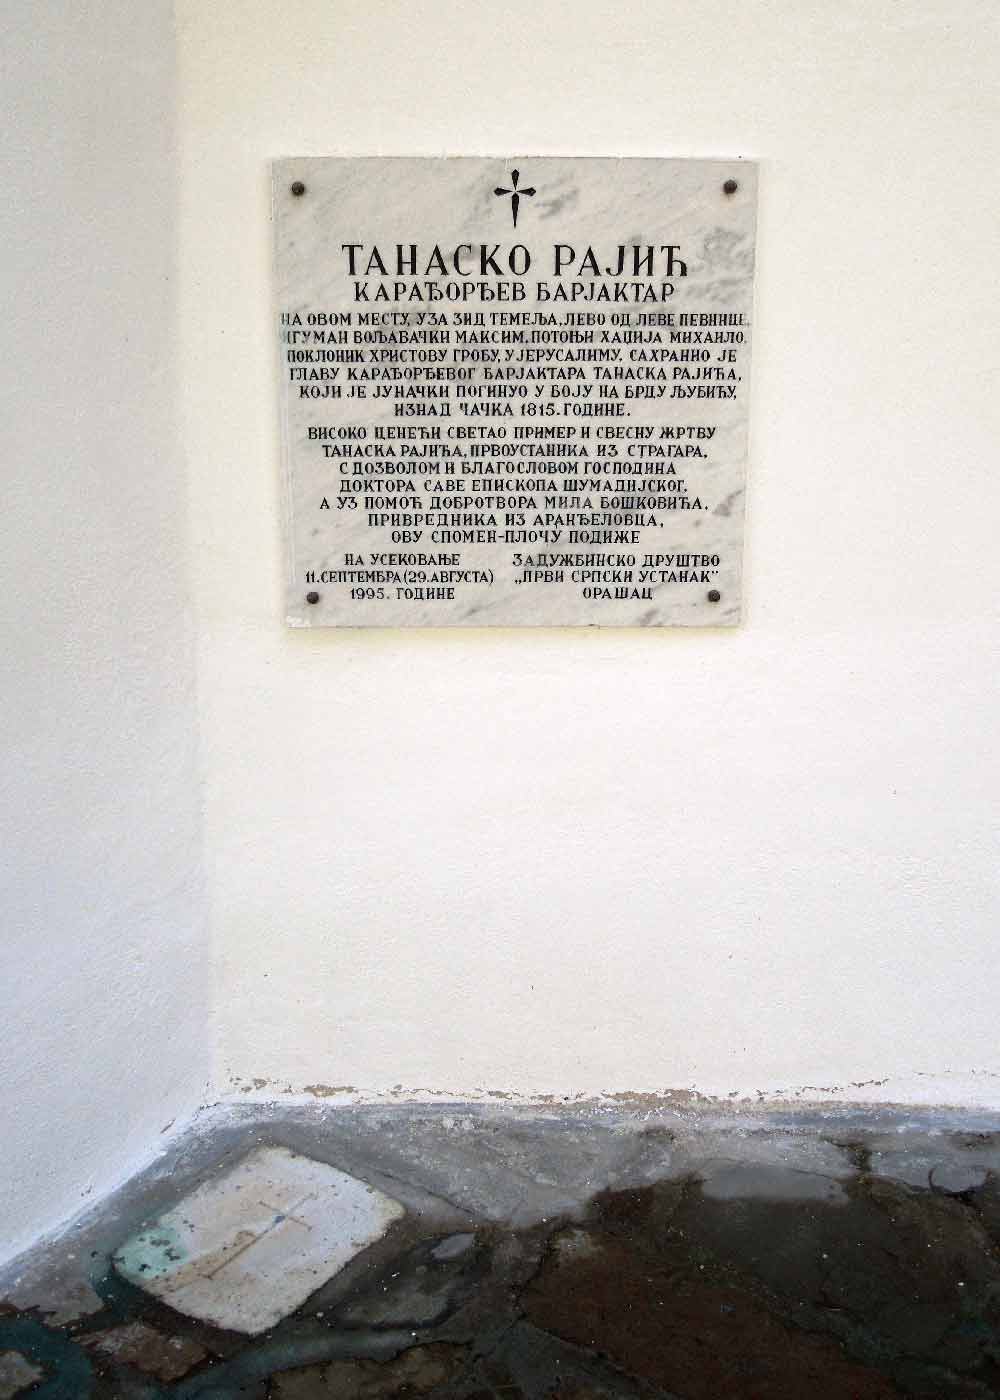 ТАНАСКО РАЈИЋ
КАРАЂОРЂЕВ БАРЈАКТАР
НА ОВОМ МЕСТУ, УЗА ЗИД ТЕМЕЉА, ЛЕВО ОД ЛЕВЕ ПЕВНИЦЕ,
ИГУМАН ВОЉАВАЧКИ МАКСИМ, ПОТОЊИ ХАЏИЈА МИХАИЛО,
ПОКЛОНИК ХРИСТОВУ ГРОБУ, У ЈЕРУСАЛИМУ, САХРАНИО ЈЕ
ГЛАВУ КАРАЂОРЂЕВОГ БАРЈАКТАРА ТАНАСКА РАЈИЋА,
КОЈИ ЈЕ ЈУНАЧКИ ПОГИНУО У БОЈУ НА БРДУ ЉУБИЋУ,
ИЗНАД ЧАЧКА 1815. ГОДИНЕ.
ВИСОКО ЦЕНЕЋИ СВЕТАО ПРИМЕР И СВЕСНУ ЖРТВУ
ТАНАСКА РАЈИЋА, ПРВОУСТАНИКА ИЗ СТРАГАРА,
С ДОЗВОЛОМ И БЛАГОСЛОВОМ ГОСПОДИНА
ДОКТОРА САВЕ ЕПИСКОПА ШУМАДИЈСКОГ,
А УЗ ПОМОЋ ДОБРОТВОРА МИЛА БОШКОВИЋА,
ПРИВРЕДНИКА ИЗ АРАНЂЕЛОВЦА,
ОВУ СПОМЕН-ПЛОЧУ ПОДИЖЕ
НА УСЕКОВАЊЕ
11. СЕПТЕМБРА (29. АВГУСТА)
1995. ГОДИНЕ
ЗАДУЖБИНСКО ДРУШТВО
„ПРВИ СРПСКИ УСТАНАК”
ОРАШАЦ